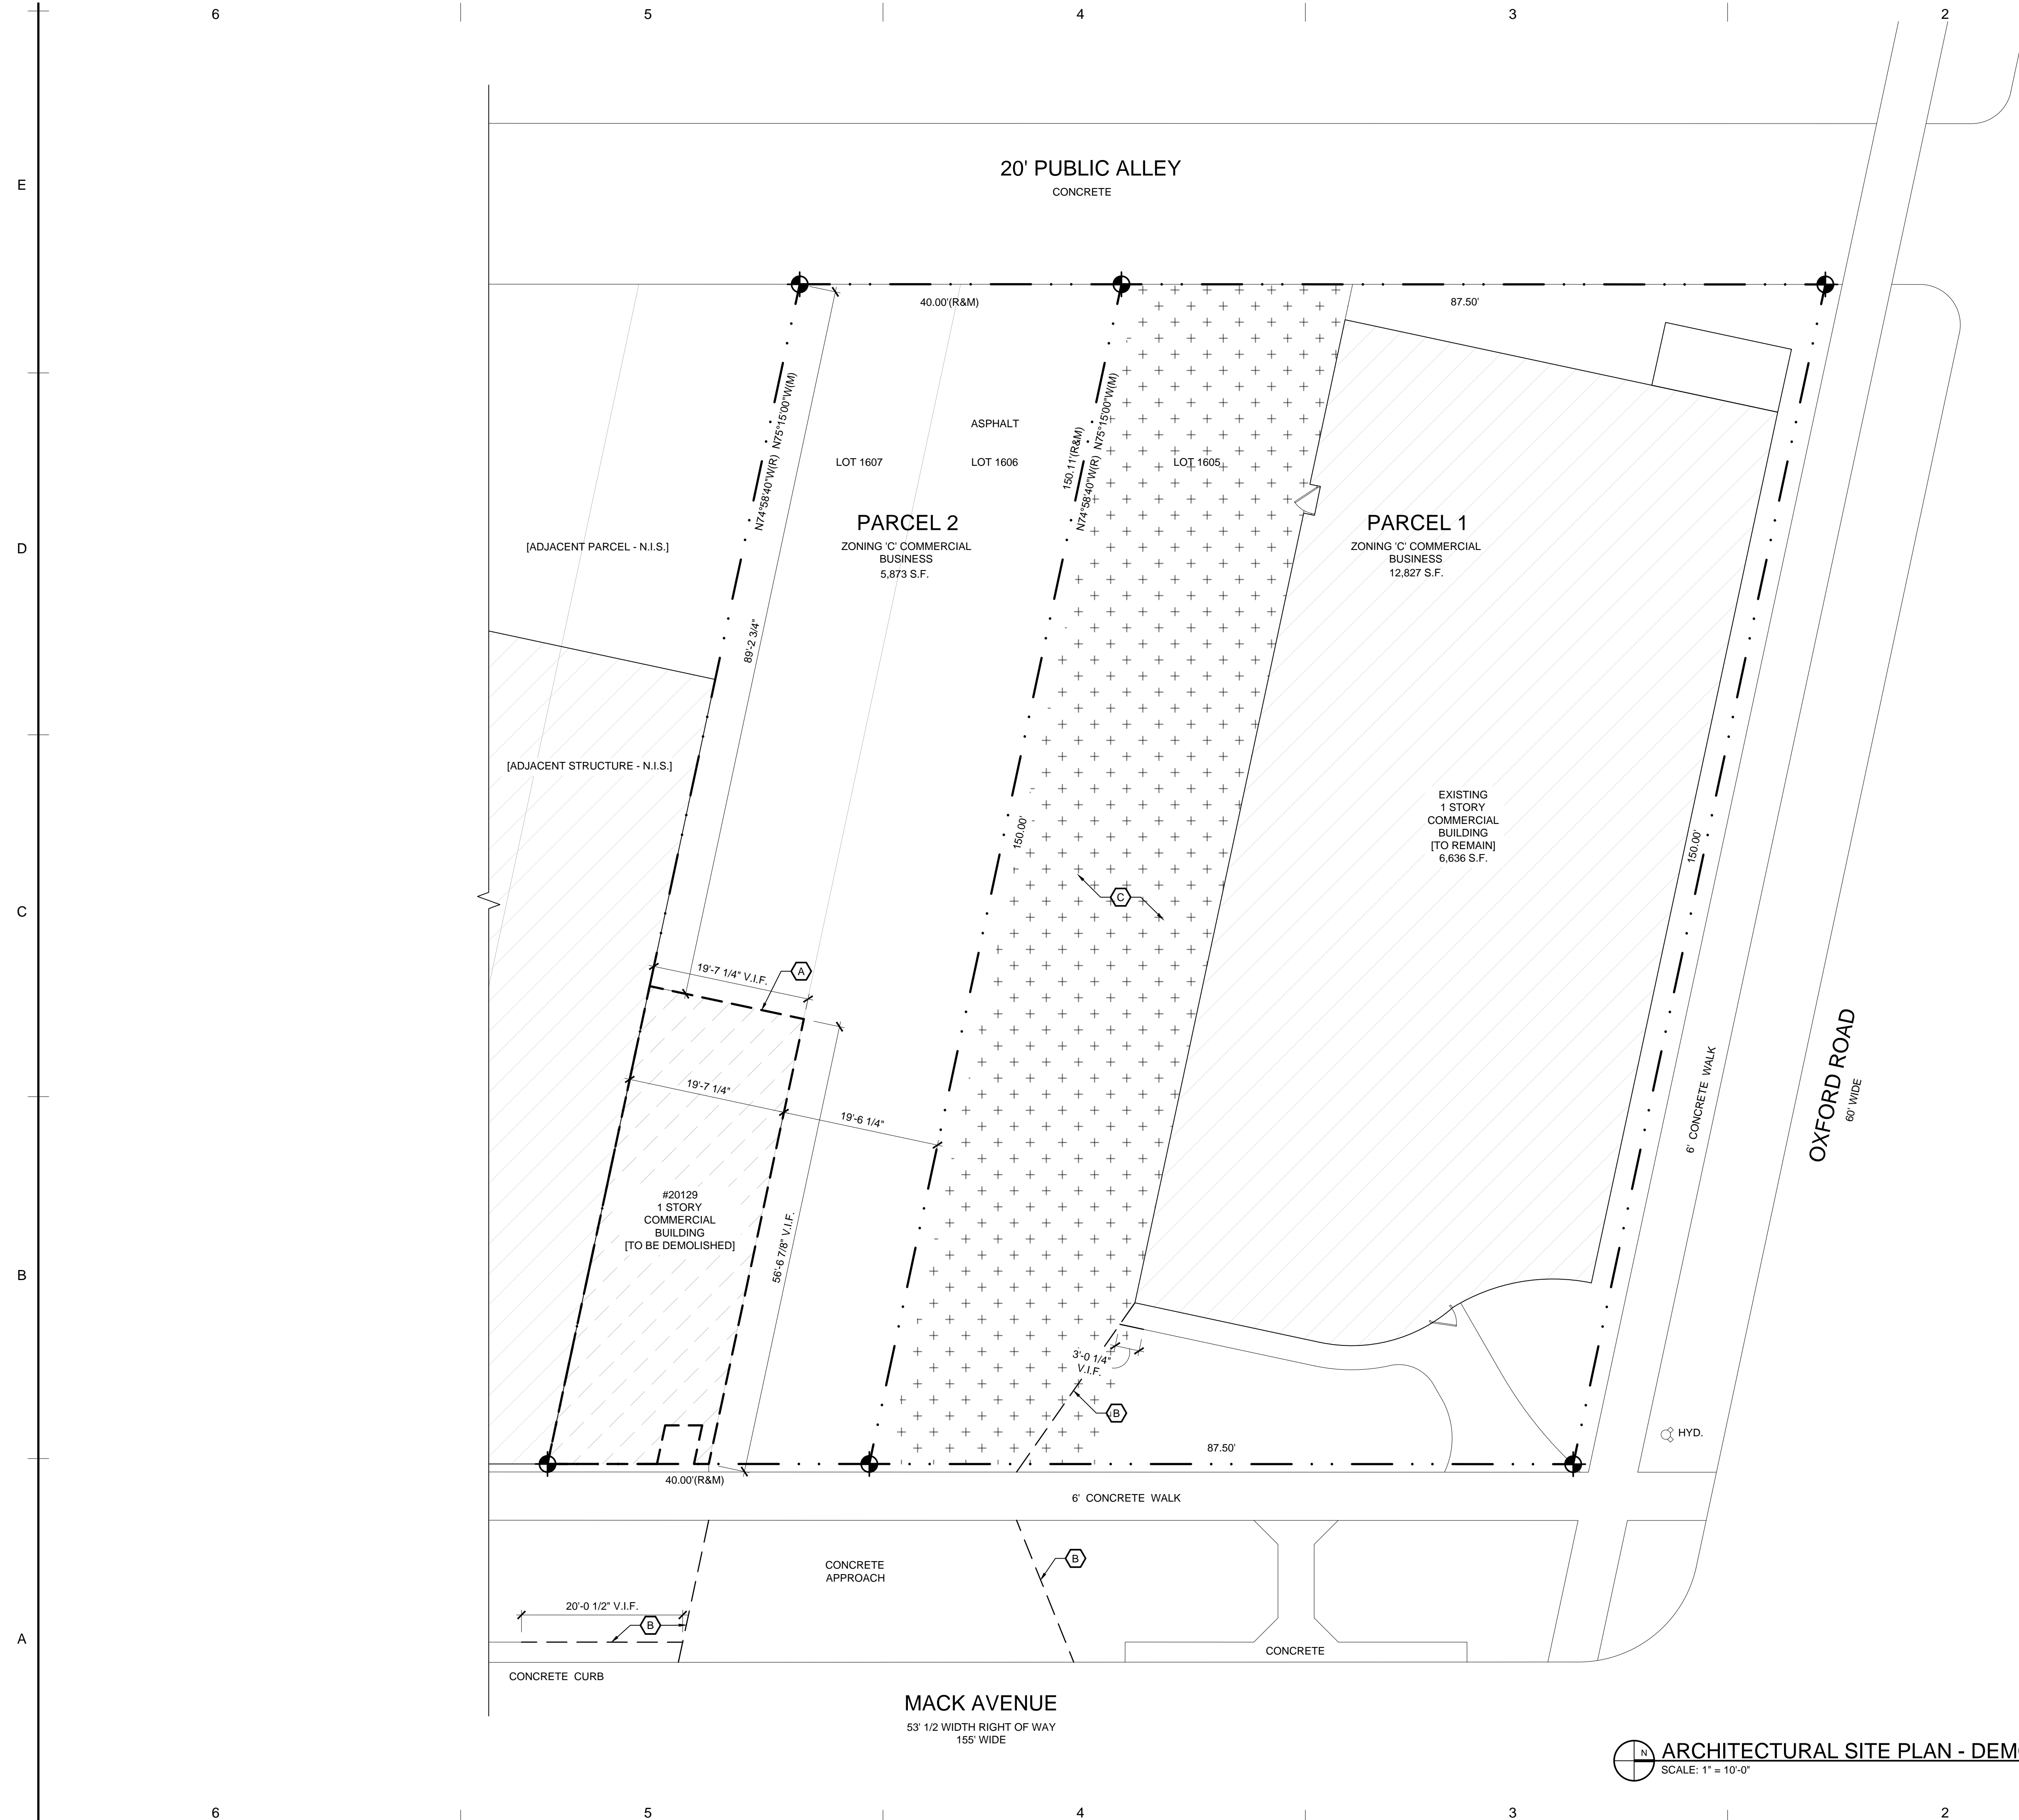 6 5 4 3 2
20' PUBLIC ALLEY
CONCRETE
E
40.00'(R&M)
87.50'
N74°58'40"W(R) N75°15'00"W(M)
150.11'(R&M)
N74°58'40"W(R) N75°15'00"W(M)
ASPHALT
LOT 1607
LOT 1606
LOT 1605
PARCEL 2
ZONING 'C' COMMERCIAL
BUSINESS
5,873 S.F.
PARCEL 1
ZONING 'C' COMMERCIAL
BUSINESS
12,827 S.F.
D
[ADJACENT PARCEL - N.I.S.]
89'-2 3/4"
[ADJACENT STRUCTURE - N.I.S.]
EXISTING
1 STORY
COMMERCIAL
BUILDING
[TO REMAIN]
6,636 S.F.
150.00'
150.00'
C
C
19'-7 1/4" V.I.F.
A
19'-7 1/4"
19'-6 1/4"
6' CONCRETE WALK
OXFORD ROAD
60' WIDE
#20129
1 STORY
COMMERCIAL
BUILDING
[TO BE DEMOLISHED]
56'-6 7/8" V.I.F.
B
3'-0 1/4"
V.I.F.
B
HYD.
87.50'
40.00'(R&M)
6' CONCRETE WALK
CONCRETE
APPROACH
B
20'-0 1/2" V.I.F.
B
A
CONCRETE
CONCRETE CURB
MACK AVENUE
53' 1/2 WIDTH RIGHT OF WAY
155' WIDE
N
ARCHITECTURAL SITE PLAN - DEM
SCALE: 1" = 10'-0"
6 5 4 3 2